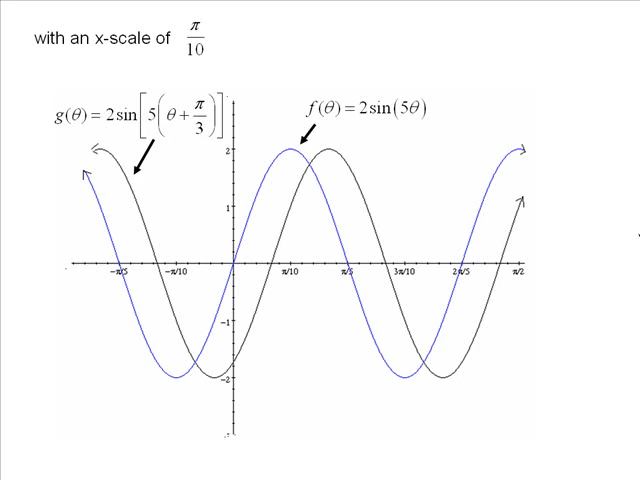 with an x-scale of π/10
g(θ) = 2sin[5(θ + π/3)]
f(θ) = 2sin(5θ)
2
1
−π/5 −π/10 π/10 π/5 3π/10 2π/5 π/2
−1
−2